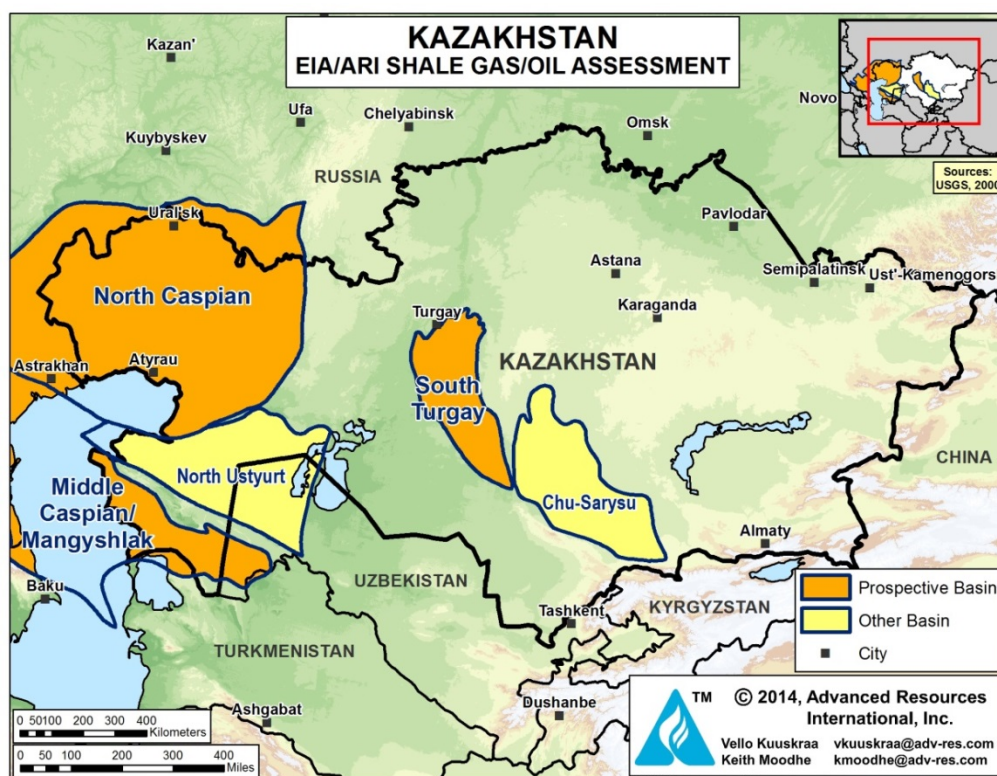 KAZAKHSTAN
EIA/ARI SHALE GAS/OIL ASSESSMENT
Kazan'
Ufa
Chelyabinsk
Omsk
Novo
Kuybyskev
RUSSIA
Sources:
USGS, 2000
Ural'sk
Pavlodar
Astana
Semipalatinsk
Ust'-Kamenogors
North Caspian
Karaganda
Turgay
KAZAKHSTAN
Astrakhan
Atyrau
South
Turgay
CHINA
North Ustyurt
Middle
Caspian/
Mangyshlak
Chu-Sarysu
Almaty
Baku
UZBEKISTAN
Tashkent
KYRGYZSTAN
TURKMENISTAN
Ashgabat
Dushanbe
Prospective Basin
Other Basin
City
0 50100 200 300 400
Kilometers
0 50 100 200 300 400
Miles
TM
© 2014, Advanced Resources
International, Inc.
Vello Kuuskraa vkuuskraa@adv-res.com
Keith Moodhe kmoodhe@adv-res.com